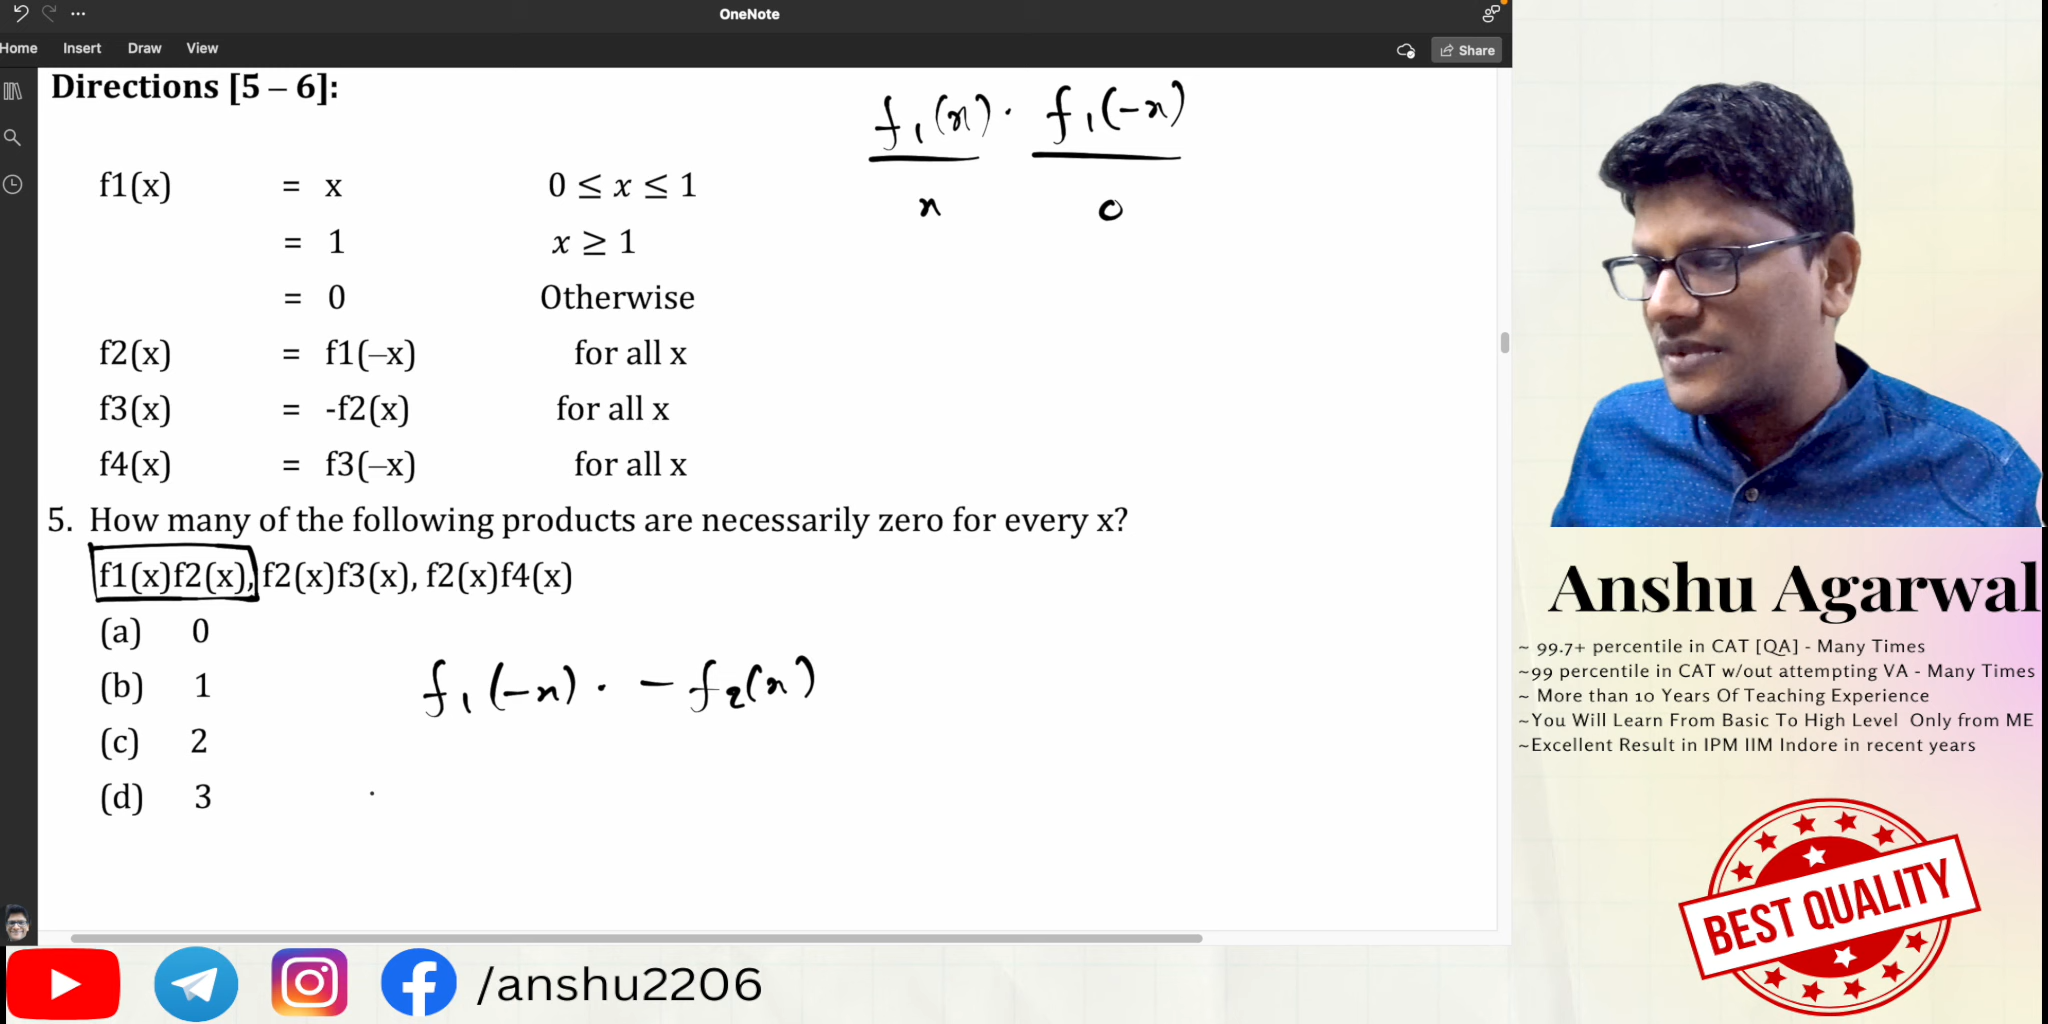 OneNote
Home Insert Draw View
Share
Directions [5 – 6]:
f₁(x) · f₁(-x)
x 0
f1(x) = x 0 ≤ x ≤ 1
= 1 x ≥ 1
= 0 Otherwise
f2(x) = f1(–x) for all x
f3(x) = -f2(x) for all x
f4(x) = f3(–x) for all x
5. How many of the following products are necessarily zero for every x?
f1(x)f2(x), f2(x)f3(x), f2(x)f4(x)
(a) 0
(b) 1
(c) 2
(d) 3
f₁(-x) · - f₂(x)
Anshu Agarwal
~ 99.7+ percentile in CAT [QA] - Many Times
~99 percentile in CAT w/out attempting VA - Many Times
~ More than 10 Years Of Teaching Experience
~You Will Learn From Basic To High Level Only from ME
~Excellent Result in IPM IIM Indore in recent years
BEST QUALITY
/anshu2206